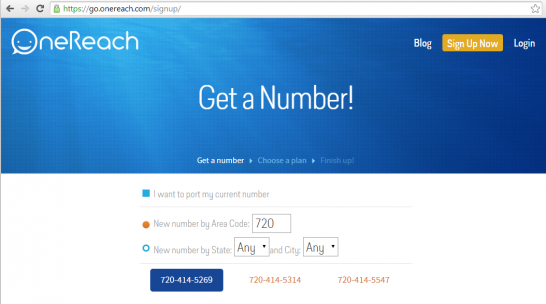 https://go.onereach.com/signup/
OneReach
Blog Sign Up Now Login
Get a Number!
Get a number Choose a plan Finish up!
I want to port my current number
New number by Area Code: 720
New number by State: Any and City: Any
720-414-5269 720-414-5314 720-414-5547